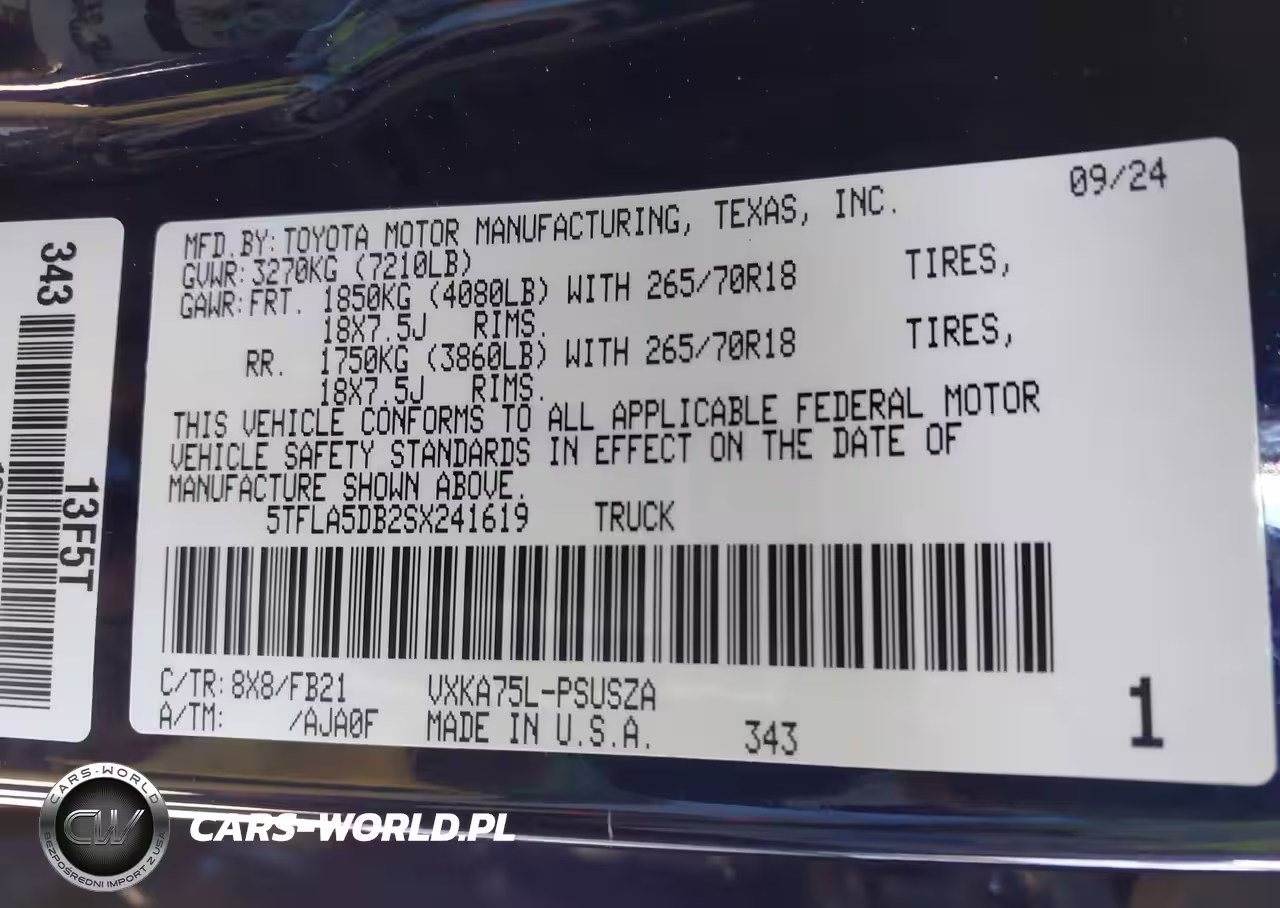 343
13F5T
09/24
MFD.BY:TOYOTA MOTOR MANUFACTURING, TEXAS, INC.
GVWR:3270KG (7210LB)
GAWR:FRT. 1850KG (4080LB) WITH 265/70R18 TIRES,
18X7.5J RIMS.
RR. 1750KG (3860LB) WITH 265/70R18 TIRES,
18X7.5J RIMS.
THIS VEHICLE CONFORMS TO ALL APPLICABLE FEDERAL MOTOR
VEHICLE SAFETY STANDARDS IN EFFECT ON THE DATE OF
MANUFACTURE SHOWN ABOVE.
5TFLA5DB2SX241619 TRUCK
C/TR:8X8/FB21 VXKA75L-PSUSZA
A/TM: /AJA0F MADE IN U.S.A. 343
1
CARS-WORLD
CW
BEZPOŚREDNI IMPORT Z USA
CARS-WORLD.PL